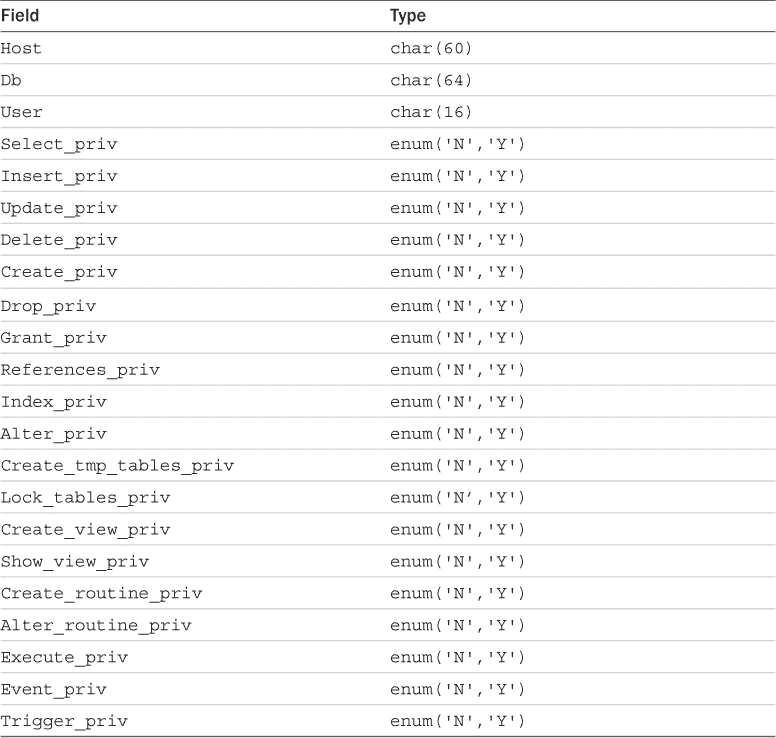 Field Type
Host char(60)
Db char(64)
User char(16)
Select_priv enum('N','Y')
Insert_priv enum('N','Y')
Update_priv enum('N','Y')
Delete_priv enum('N','Y')
Create_priv enum('N','Y')
Drop_priv enum('N','Y')
Grant_priv enum('N','Y')
References_priv enum('N','Y')
Index_priv enum('N','Y')
Alter_priv enum('N','Y')
Create_tmp_tables_priv enum('N','Y')
Lock_tables_priv enum('N’,'Y')
Create_view_priv enum('N','Y')
Show_view_priv enum('N','Y')
Create_routine_priv enum('N','Y')
Alter_routine_priv enum('N','Y')
Execute_priv enum('N','Y')
Event_priv enum('N','Y')
Trigger_priv enum('N','Y')